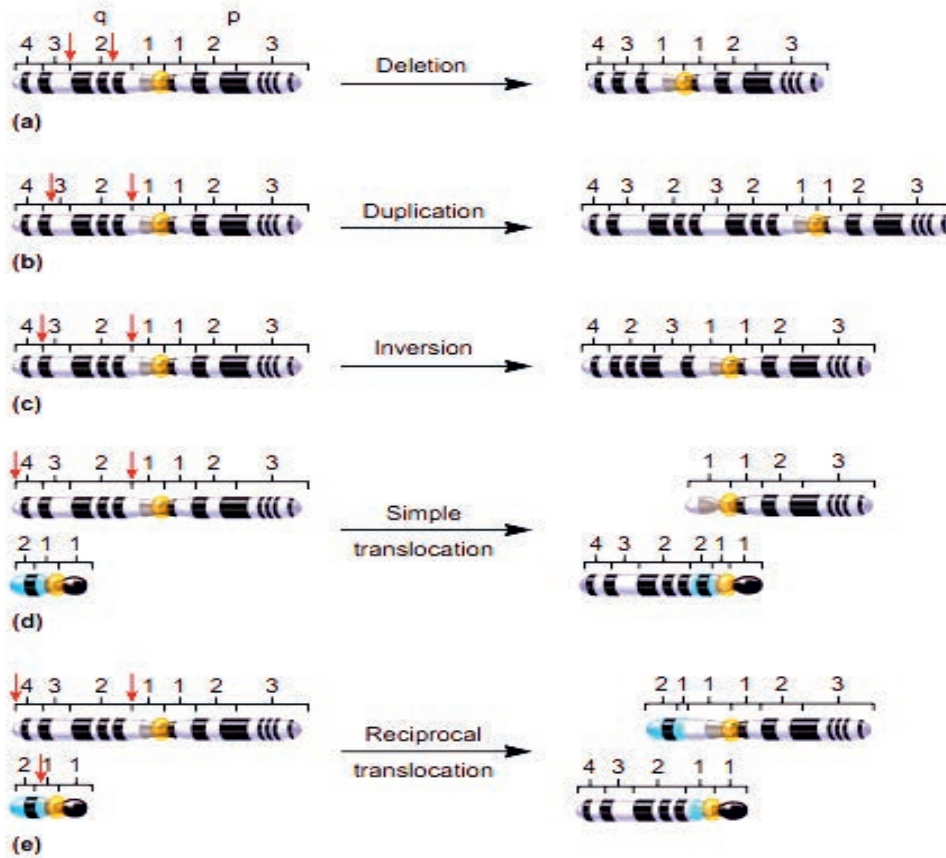 q p
4 3 2 1 1 2 3
Deletion
4 3 1 1 2 3
(a)
4 3 2 1 1 2 3
Duplication
4 3 2 3 2 1 1 2 3
(b)
4 3 2 1 1 2 3
Inversion
4 2 3 1 1 2 3
(c)
4 3 2 1 1 2 3
Simple
translocation
1 1 2 3
2 1 1
4 3 2 2 1 1
(d)
4 3 2 1 1 2 3
Reciprocal
translocation
2 1 1 1 2 3
2 1 1
4 3 2 1 1
(e)